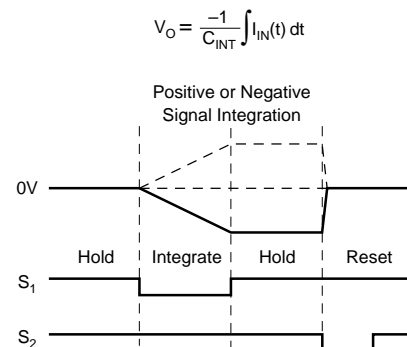 V_O = -1/C_INT ∫ I_IN(t) dt
Positive or Negative
Signal Integration
0V
Hold Integrate Hold Reset
S_1
S_2